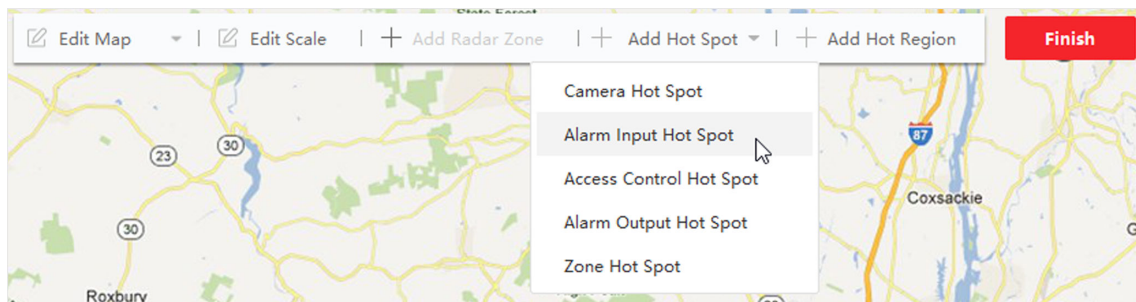 State Forest
Edit Map | Edit Scale | + Add Radar Zone | + Add Hot Spot | + Add Hot Region Finish
Camera Hot Spot
Alarm Input Hot Spot
87
30
23
Access Control Hot Spot
Coxsackie
30
Alarm Output Hot Spot
Zone Hot Spot
Roxbury